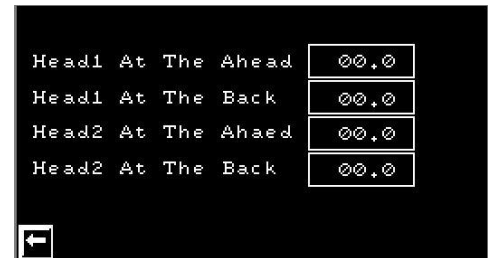 Head1 At The Ahead 00.0
Head1 At The Back 00.0
Head2 At The Ahaed 00.0
Head2 At The Back 00.0